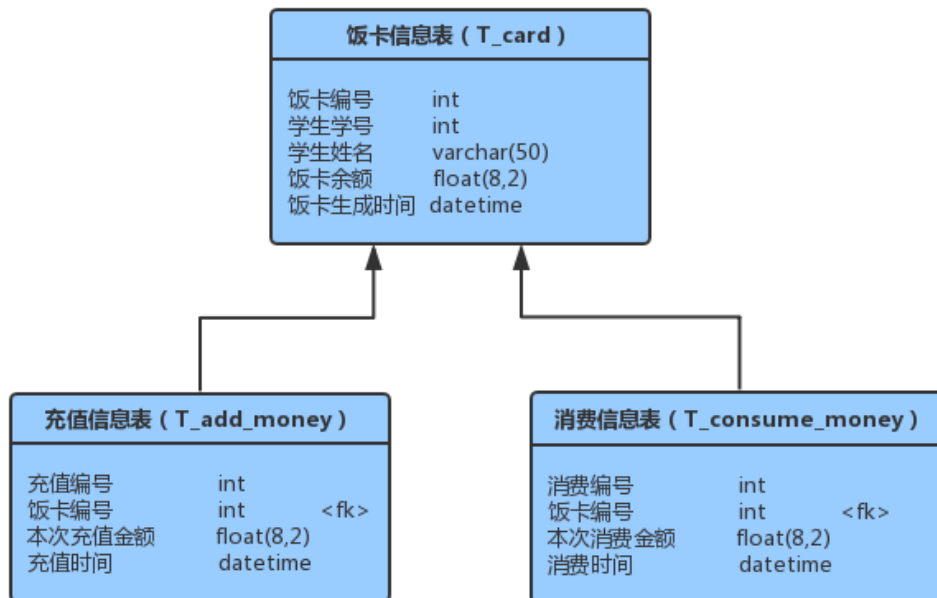 饭卡信息表（T_card）
饭卡编号 int
学生学号 int
学生姓名 varchar(50)
饭卡余额 float(8,2)
饭卡生成时间 datetime
充值信息表（T_add_money）
充值编号 int
饭卡编号 int <fk>
本次充值金额 float(8,2)
充值时间 datetime
消费信息表（T_consume_money）
消费编号 int
饭卡编号 int <fk>
本次消费金额 float(8,2)
消费时间 datetime